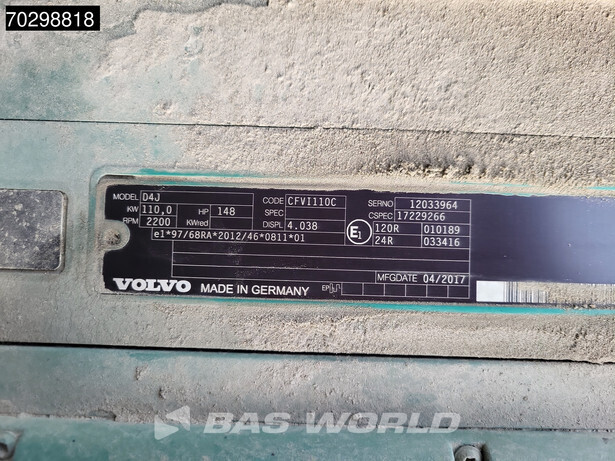 70298818
MODEL D4J CODE CFVI110C SERNO 12033964
KW 110,0 HP 148 SPEC CSPEC 17229266
RPM 2200 KWred DISPL 4.038 E1 120R 010189
e1*97/68RA*2012/46*0811*01 24R 033416
MFGDATE 04/2017
VOLVO MADE IN GERMANY EP
BAS WORLD